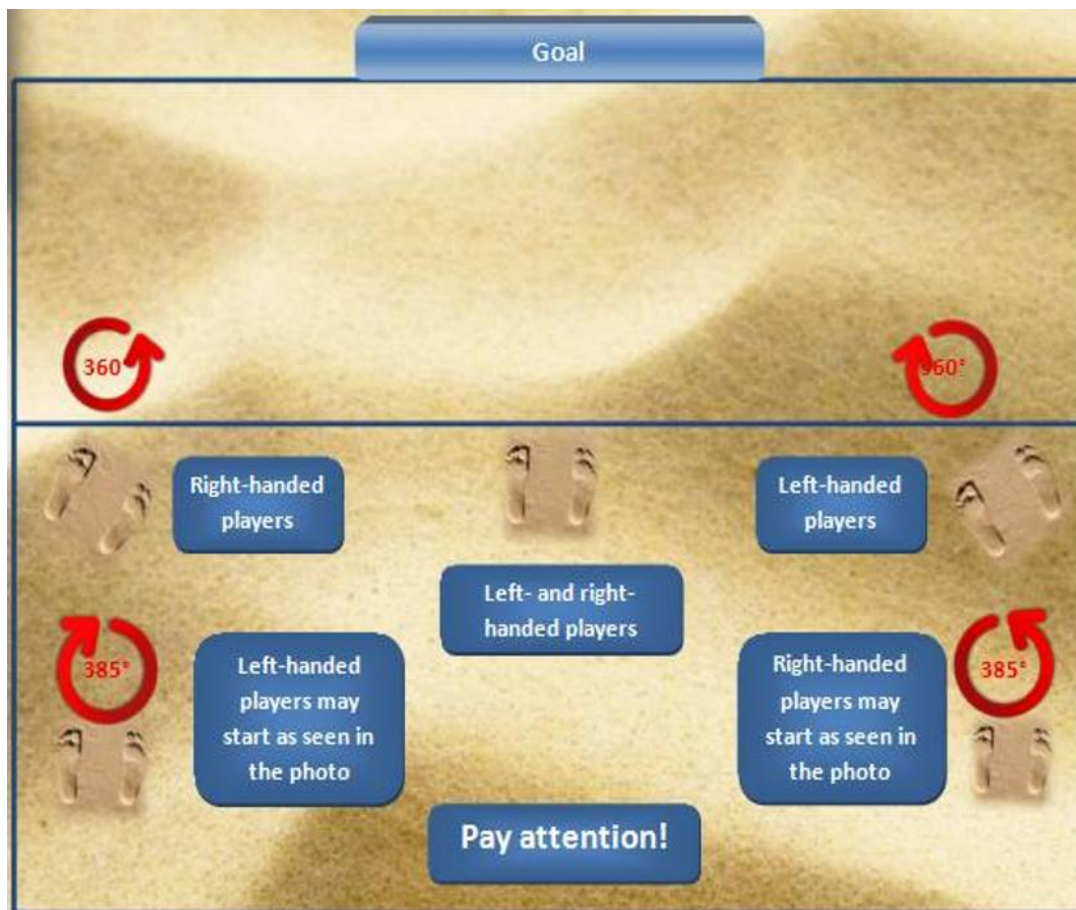 Goal
360°
360°
Right-handed
players
Left-handed
players
Left- and right-
handed players
385°
Left-handed
players may
start as seen in
the photo
Right-handed
players may
start as seen in
the photo
385°
Pay attention!